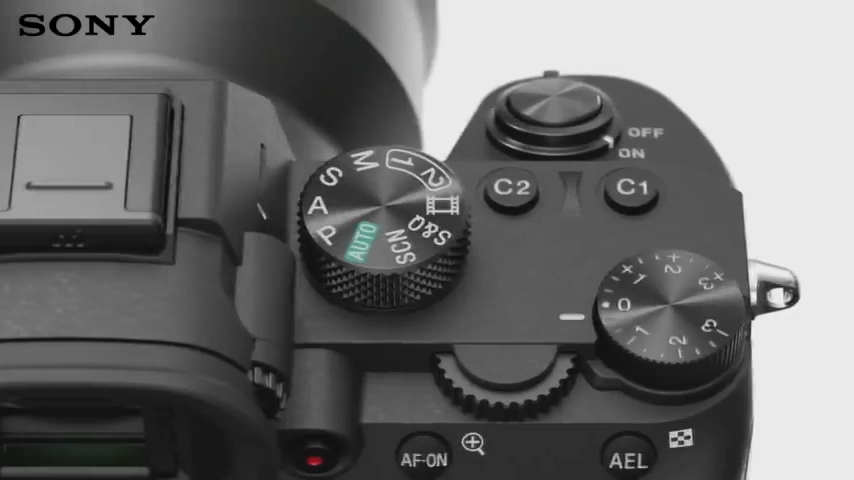 SONY
OFF
ON
C2
C1
M
1
2
S
A
P
AUTO
SCN
S&Q
+1
+2
+3
0
1
2
3
AF-ON
AEL